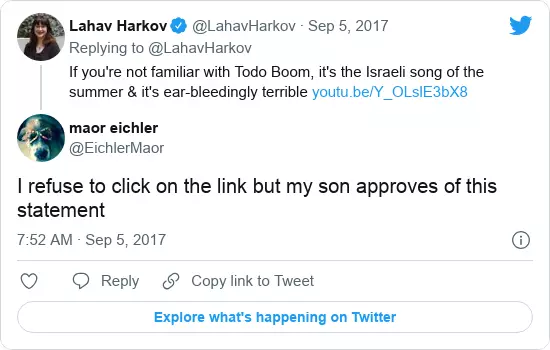 Lahav Harkov @LahavHarkov · Sep 5, 2017
Replying to @LahavHarkov
If you're not familiar with Todo Boom, it's the Israeli song of the
summer & it's ear-bleedingly terrible youtu.be/Y_OLslE3bX8
maor eichler
@EichlerMaor
I refuse to click on the link but my son approves of this
statement
7:52 AM · Sep 5, 2017
Reply
Copy link to Tweet
Explore what's happening on Twitter